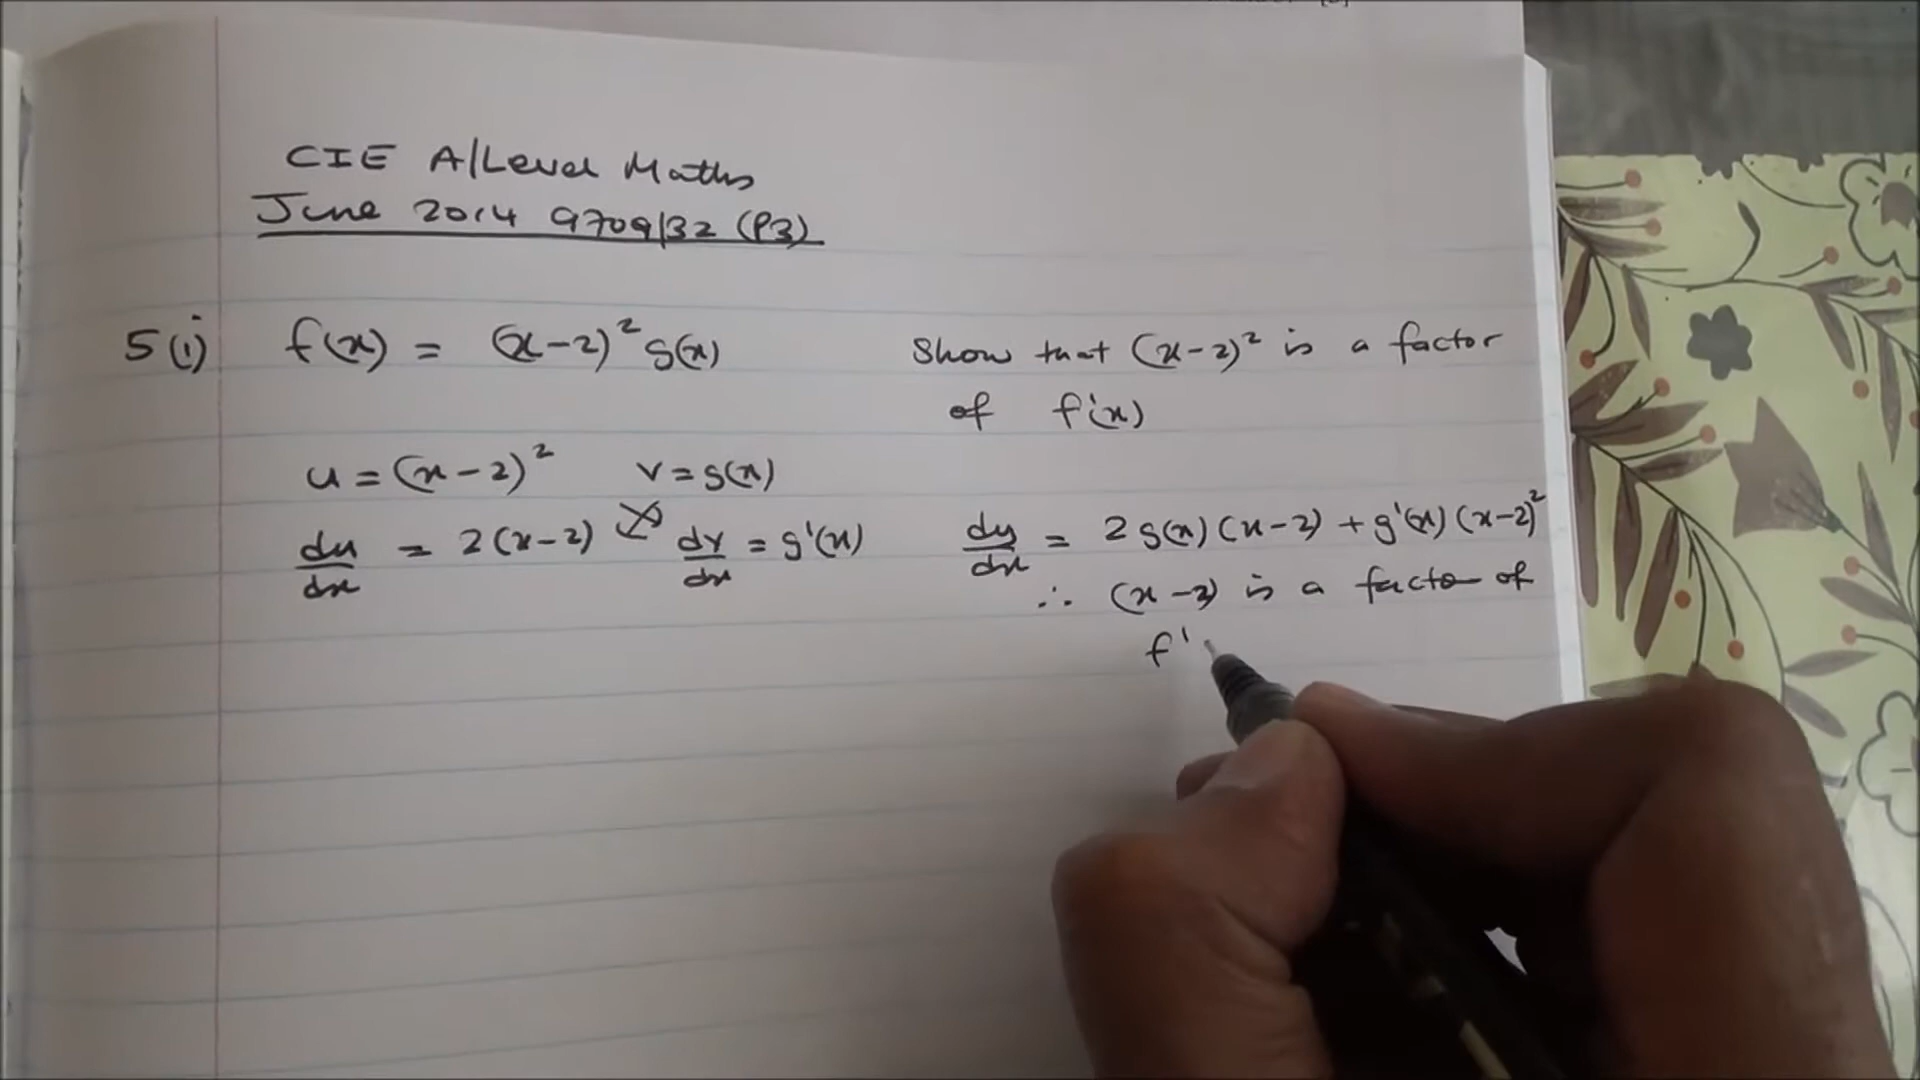 CIE A/Level Maths
June 2014 9709/32 (P3)
5(i) f(x) = (x-2)² g(x)
Show that (x-2)² is a factor
of f'(x)
u = (x-2)² v = g(x)
du/dx = 2(x-2) dv/dx = g'(x)
dy/dx = 2g(x)(x-2) + g'(x)(x-2)²
∴ (x-2) is a factor of
f'